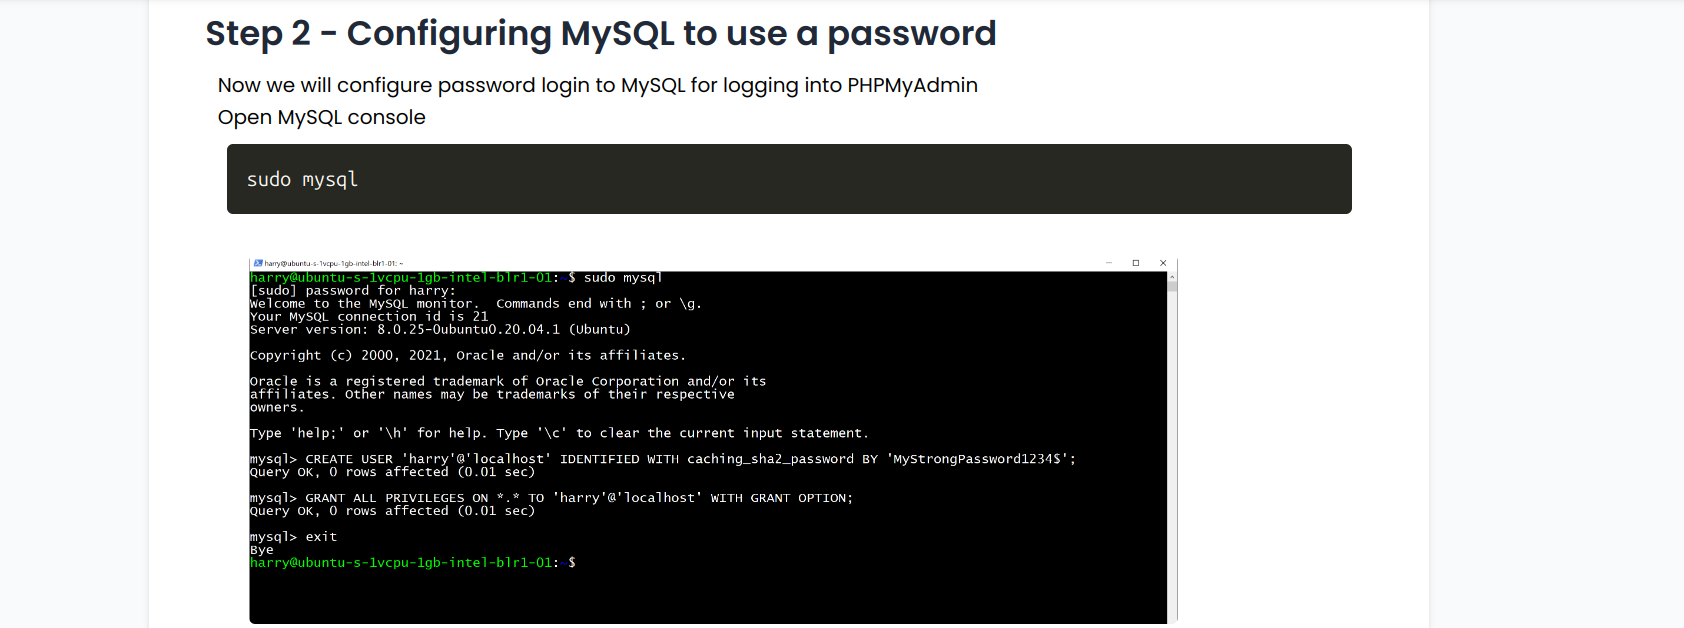 Step 2 - Configuring MySQL to use a password
Now we will configure password login to MySQL for logging into PHPMyAdmin
Open MySQL console
sudo mysql
harry@ubuntu-s-1vcpu-1gb-intel-blr1-01: ~
harry@ubuntu-s-1vcpu-1gb-intel-blr1-01:~$ sudo mysql
[sudo] password for harry:
Welcome to the MySQL monitor.  Commands end with ; or \g.
Your MySQL connection id is 21
Server version: 8.0.25-0ubuntu0.20.04.1 (Ubuntu)
Copyright (c) 2000, 2021, Oracle and/or its affiliates.
Oracle is a registered trademark of Oracle Corporation and/or its
affiliates. Other names may be trademarks of their respective
owners.
Type 'help;' or '\h' for help. Type '\c' to clear the current input statement.
mysql> CREATE USER 'harry'@'localhost' IDENTIFIED WITH caching_sha2_password BY 'MyStrongPassword1234$';
Query OK, 0 rows affected (0.01 sec)
mysql> GRANT ALL PRIVILEGES ON *.* TO 'harry'@'localhost' WITH GRANT OPTION;
Query OK, 0 rows affected (0.01 sec)
mysql> exit
Bye
harry@ubuntu-s-1vcpu-1gb-intel-blr1-01:~$